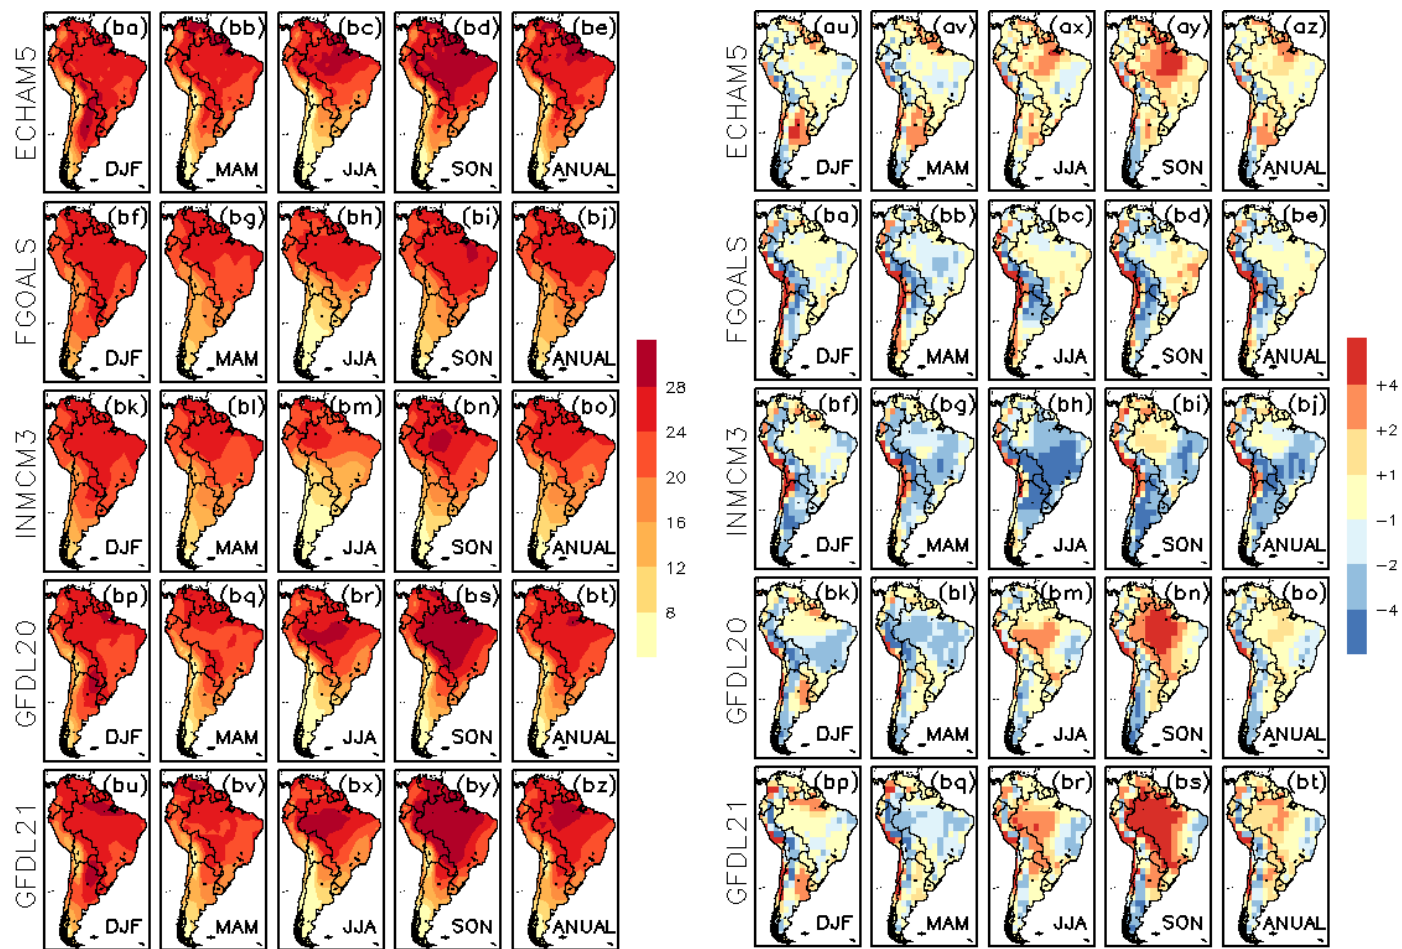 ECHAM5
(ba) (bb) (bc) (bd) (be)
DJF MAM JJA SON ANUAL
FGOALS
(bf) (bg) (bh) (bi) (bj)
DJF MAM JJA SON ANUAL
INMCM3
(bk) (bl) (bm) (bn) (bo)
DJF MAM JJA SON ANUAL
GFDL20
(bp) (bq) (br) (bs) (bt)
DJF MAM JJA SON ANUAL
GFDL21
(bu) (bv) (bx) (by) (bz)
DJF MAM JJA SON ANUAL
28
24
20
16
12
8
ECHAM5
(au) (av) (ax) (ay) (az)
DJF MAM JJA SON ANUAL
FGOALS
(ba) (bb) (bc) (bd) (be)
DJF MAM JJA SON ANUAL
INMCM3
(bf) (bg) (bh) (bi) (bj)
DJF MAM JJA SON ANUAL
GFDL20
(bk) (bl) (bm) (bn) (bo)
DJF MAM JJA SON ANUAL
GFDL21
(bp) (bq) (br) (bs) (bt)
DJF MAM JJA SON ANUAL
+4
+2
+1
-1
-2
-4